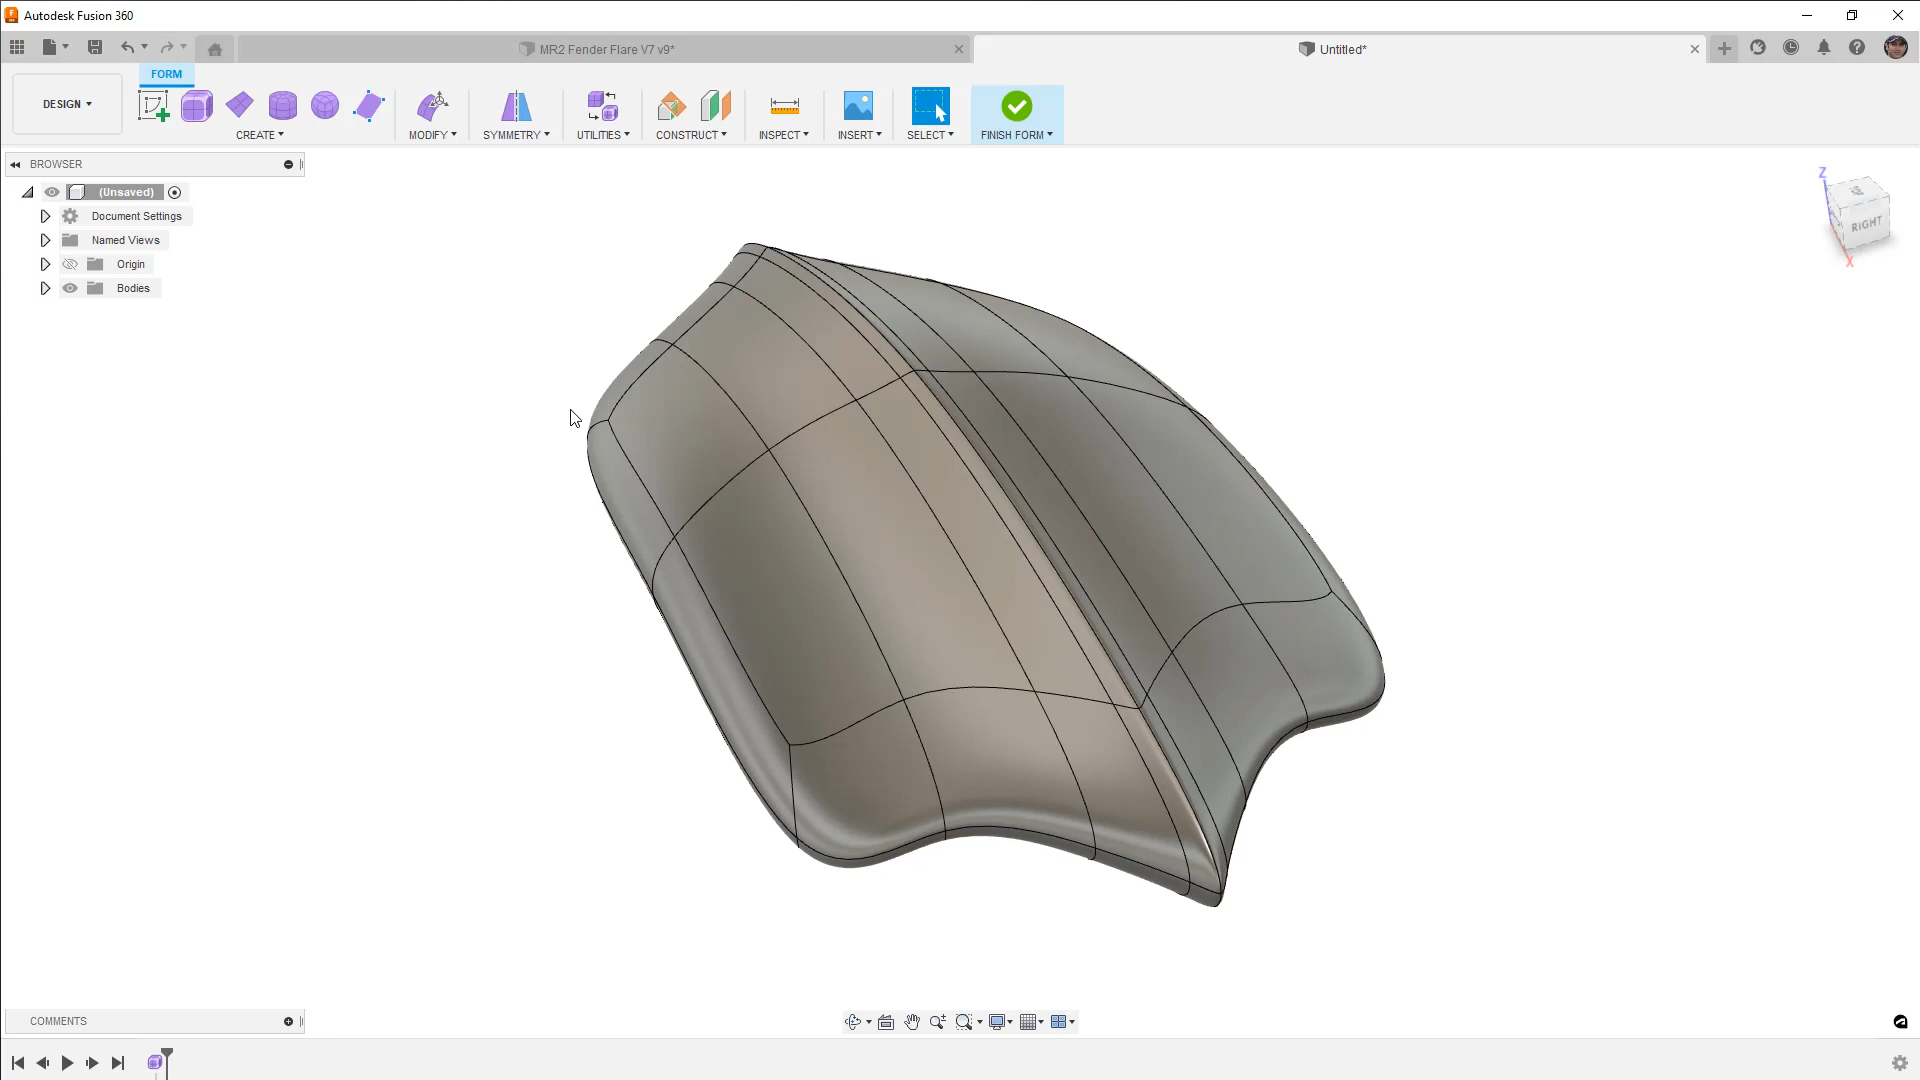 Autodesk Fusion 360
MR2 Fender Flare V7 v9*
Untitled*
FORM
DESIGN
CREATE
MODIFY
SYMMETRY
UTILITIES
CONSTRUCT
INSPECT
INSERT
SELECT
FINISH FORM
BROWSER
(Unsaved)
Document Settings
Named Views
Origin
Bodies
Z
RIGHT
X
COMMENTS